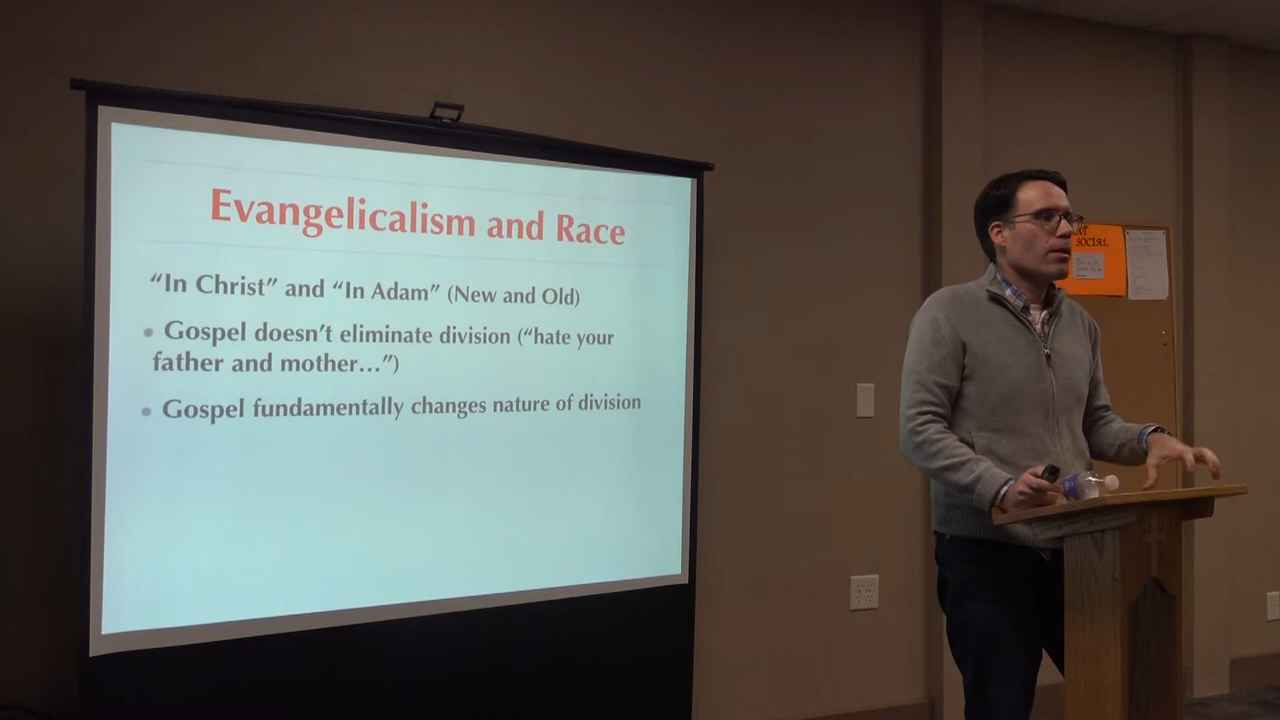 Evangelicalism and Race
“In Christ” and “In Adam” (New and Old)
• Gospel doesn’t eliminate division (“hate your
father and mother…”)
• Gospel fundamentally changes nature of division
SOCIAL